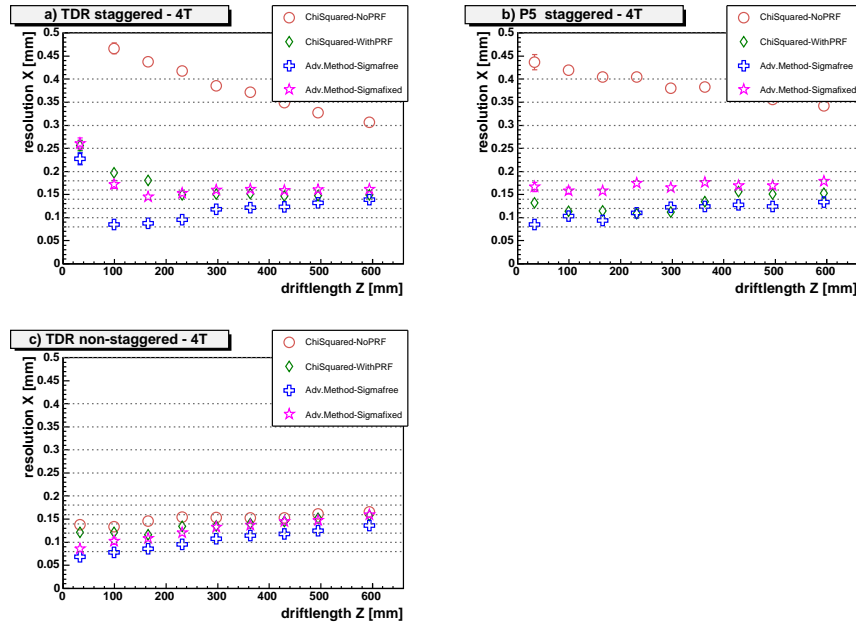 a) TDR staggered - 4T
resolution X [mm]
0.5
0.45
0.4
0.35
0.3
0.25
0.2
0.15
0.1
0.05
0
0 100 200 300 400 500 600
driftlength Z [mm]
ChiSquared-NoPRF
ChiSquared-WithPRF
Adv.Method-Sigmafree
Adv.Method-Sigmafixed
b) P5 staggered - 4T
resolution X [mm]
0.5
0.45
0.4
0.35
0.3
0.25
0.2
0.15
0.1
0.05
0
0 100 200 300 400 500 600
driftlength Z [mm]
ChiSquared-NoPRF
ChiSquared-WithPRF
Adv.Method-Sigmafree
Adv.Method-Sigmafixed
c) TDR non-staggered - 4T
resolution X [mm]
0.5
0.45
0.4
0.35
0.3
0.25
0.2
0.15
0.1
0.05
0
0 100 200 300 400 500 600
driftlength Z [mm]
ChiSquared-NoPRF
ChiSquared-WithPRF
Adv.Method-Sigmafree
Adv.Method-Sigmafixed